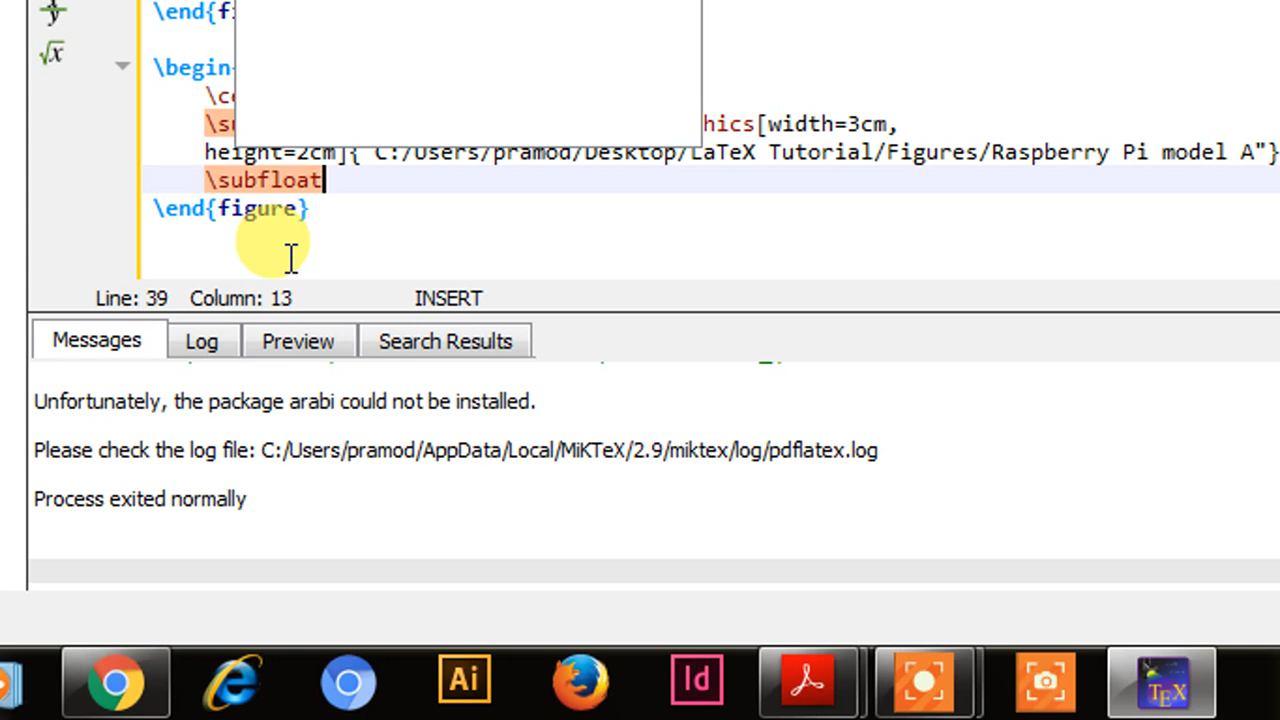 y
\end{fi
√x
\begin
\c
\su hics[width=3cm,
height=2cm]{ C:/Users/pramod/Desktop/LaTeX Tutorial/Figures/Raspberry Pi model A"}
\subfloat
\end{figure}
Line: 39 Column: 13 INSERT
Messages Log Preview Search Results
Unfortunately, the package arabi could not be installed.
Please check the log file: C:/Users/pramod/AppData/Local/MiKTeX/2.9/miktex/log/pdflatex.log
Process exited normally
Ai Id TEX